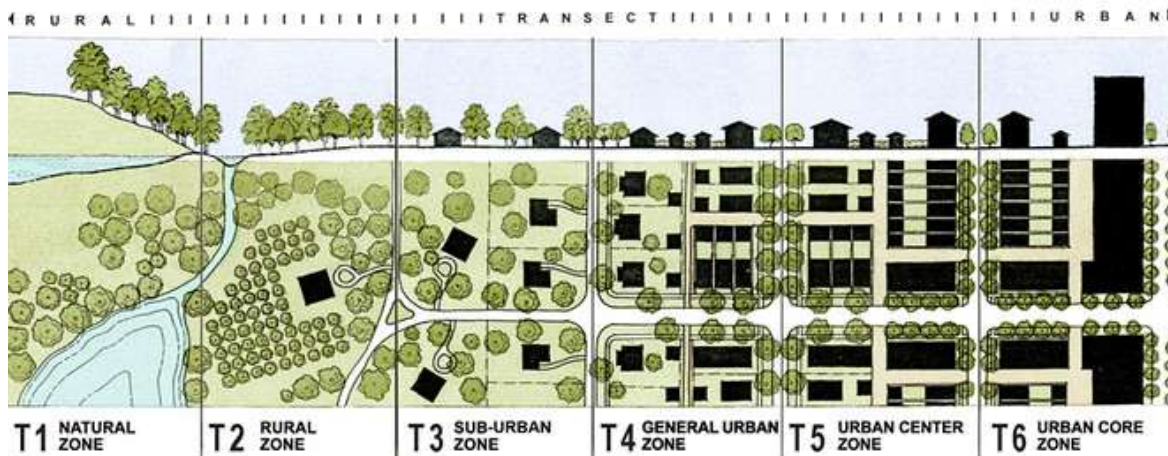 RURAL TRANSECT URBAN
T1 NATURAL ZONE
T2 RURAL ZONE
T3 SUB-URBAN ZONE
T4 GENERAL URBAN ZONE
T5 URBAN CENTER ZONE
T6 URBAN CORE ZONE